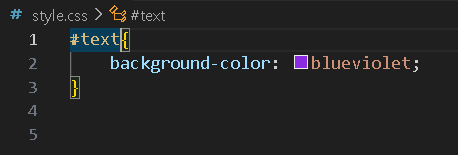 # style.css > #text
1 #text{
2     background-color: blueviolet;
3 }
4
5